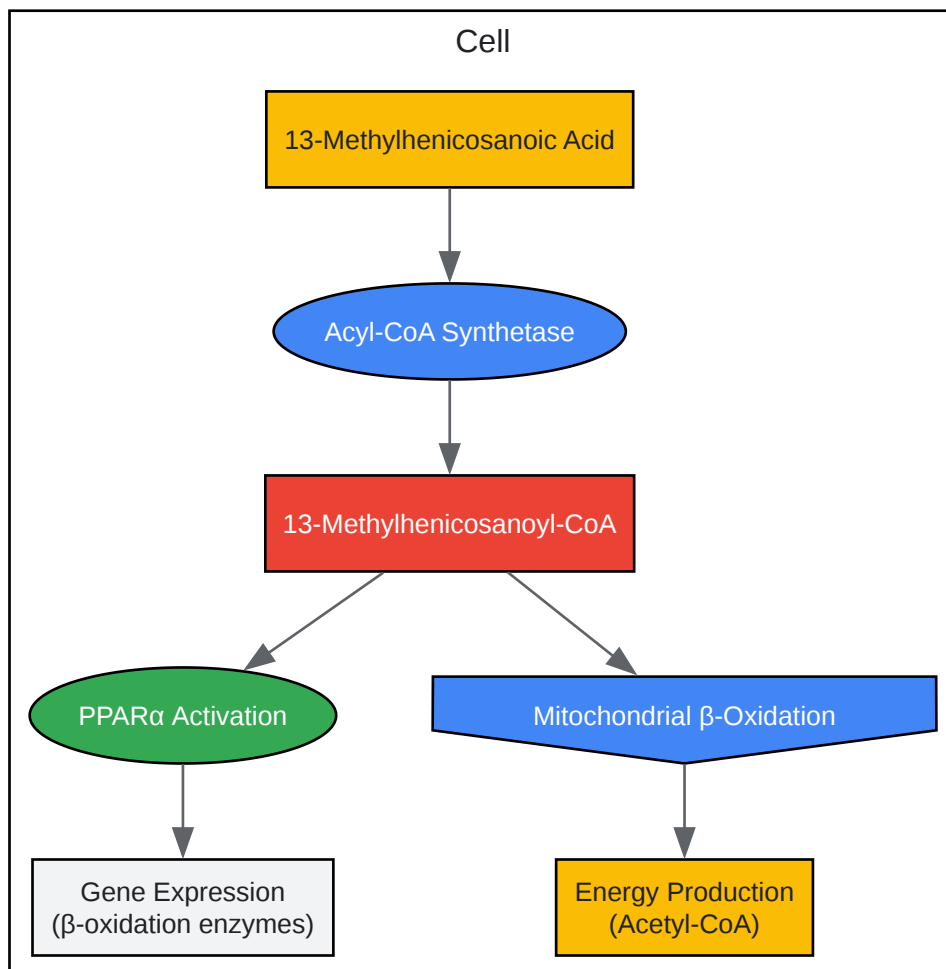 Cell
13-Methylhenicosanoic Acid
Acyl-CoA Synthetase
13-Methylhenicosanoyl-CoA
PPARα Activation
Mitochondrial β-Oxidation
Gene Expression
(β-oxidation enzymes)
Energy Production
(Acetyl-CoA)